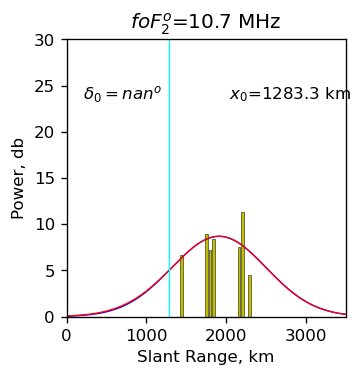 foF₂ᵒ=10.7 MHz
30
25
20
15
10
5
0
Power, db
δ₀ = nanᵒ
x₀=1283.3 km
0 1000 2000 3000
Slant Range, km